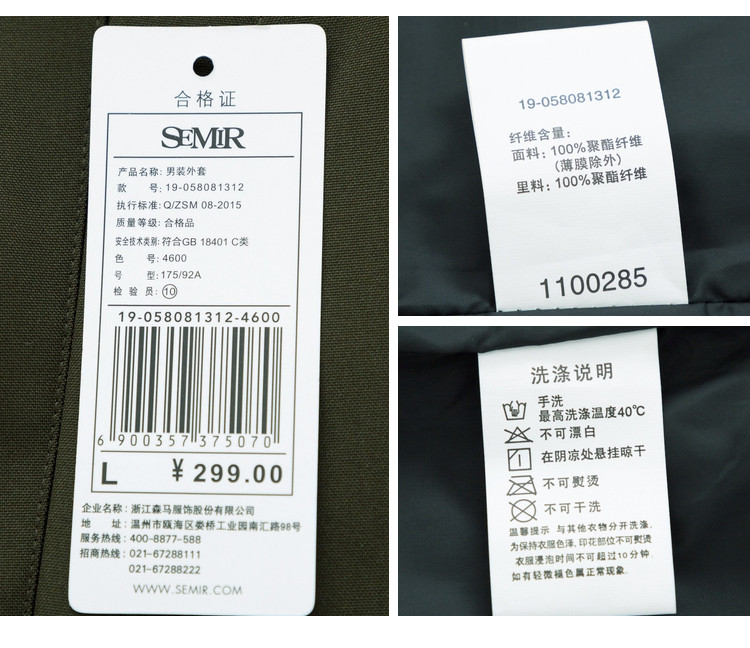 合格证
SEMIR
产品名称: 男装外套
款 号: 19-058081312
执行标准: Q/ZSM 08-2015
质量等级: 合格品
安全技术类别: 符合GB 18401 C类
色 号: 4600
号 型: 175/92A
检 验 员: ⑩
19-058081312-4600
6 900357 375070
L ¥ 299.00
企业名称: 浙江森马服饰股份有限公司
地 址: 温州市瓯海区娄桥工业园南汇路98号
服务热线: 400-8877-588
招商热线: 021-67288111
021-67288222
WWW.SEMIR.COM
19-058081312
纤维含量:
面料: 100%聚酯纤维
(薄膜除外)
里料: 100%聚酯纤维
1100285
洗涤说明
手洗
最高洗涤温度40℃
不可漂白
在阴凉处悬挂晾干
不可熨烫
不可干洗
温馨提示 与其他衣物分开洗涤,
为保持衣服色泽, 印花部位不可熨烫
衣服浸泡时间不可超过10分钟.
如有轻微褪色属正常现象.